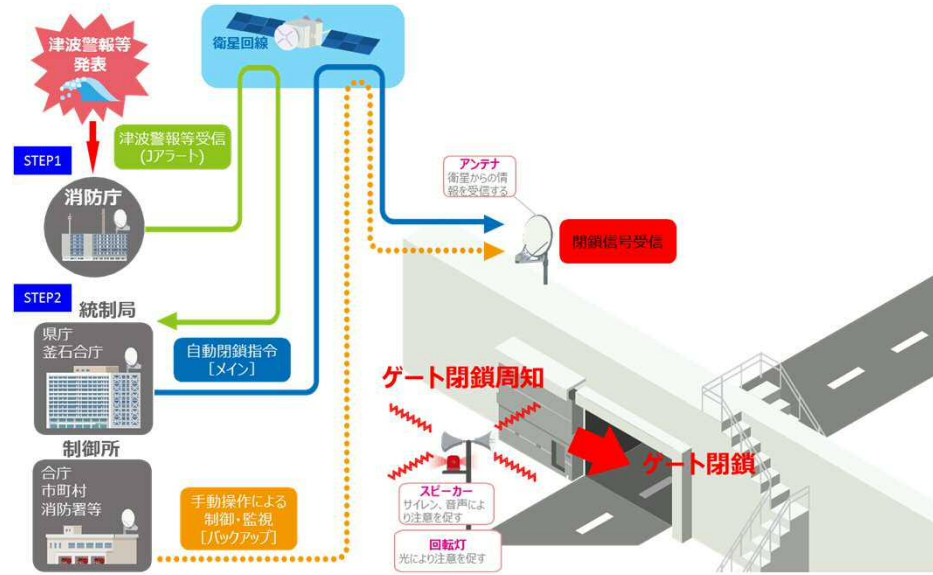 津波警報等
発表
衛星回線
津波警報等受信
(Jアラート)
STEP1
消防庁
アンテナ
衛星からの情
報を受信する
閉鎖信号受信
STEP2
統制局
県庁
釜石合庁
自動閉鎖指令
[メイン]
ゲート閉鎖周知
ゲート閉鎖
制御所
合庁
市町村
消防署等
手動操作による
制御・監視
[バックアップ]
スピーカー
サイレン、音声によ
り注意を促す
回転灯
光により注意を促す